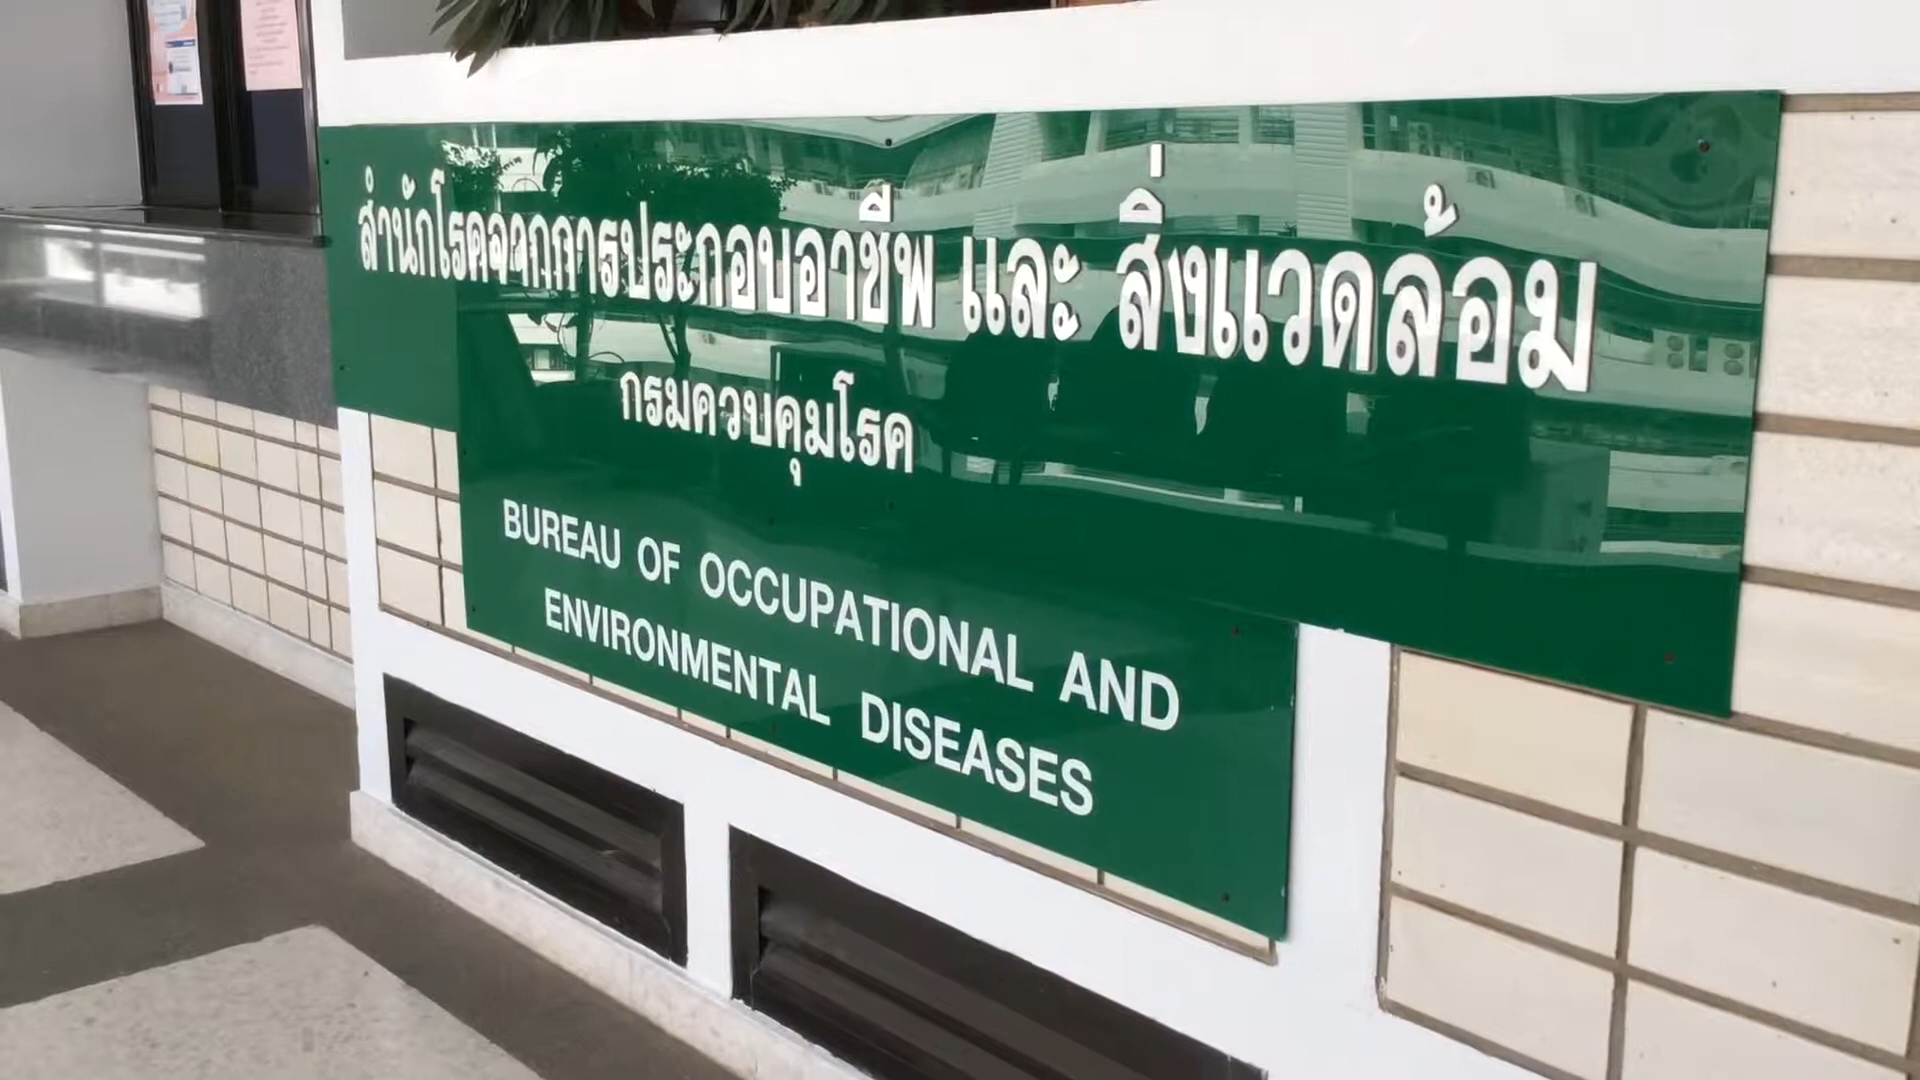 สำนักโรคจากการประกอบอาชีพ และ สิ่งแวดล้อม
กรมควบคุมโรค
BUREAU OF OCCUPATIONAL AND
ENVIRONMENTAL DISEASES